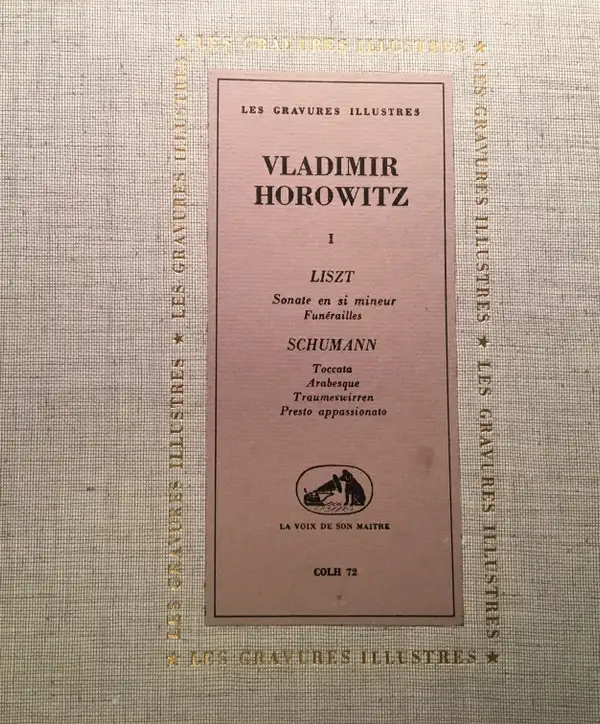 ★ LES GRAVURES ILLUSTRES ★
LES GRAVURES ILLUSTRES ★ LES GRAVURES ILLUSTRES
LES GRAVURES ILLUSTRES
VLADIMIR
HOROWITZ
I
LISZT
Sonate en si mineur
Funérailles
SCHUMANN
Toccata
Arabesque
Traumeswirren
Presto appassionato
LA VOIX DE SON MAITRE
COLH 72
LES GRAVURES ILLUSTRES ★ LES GRAVURES ILLUSTRES
★ LES GRAVURES ILLUSTRES ★